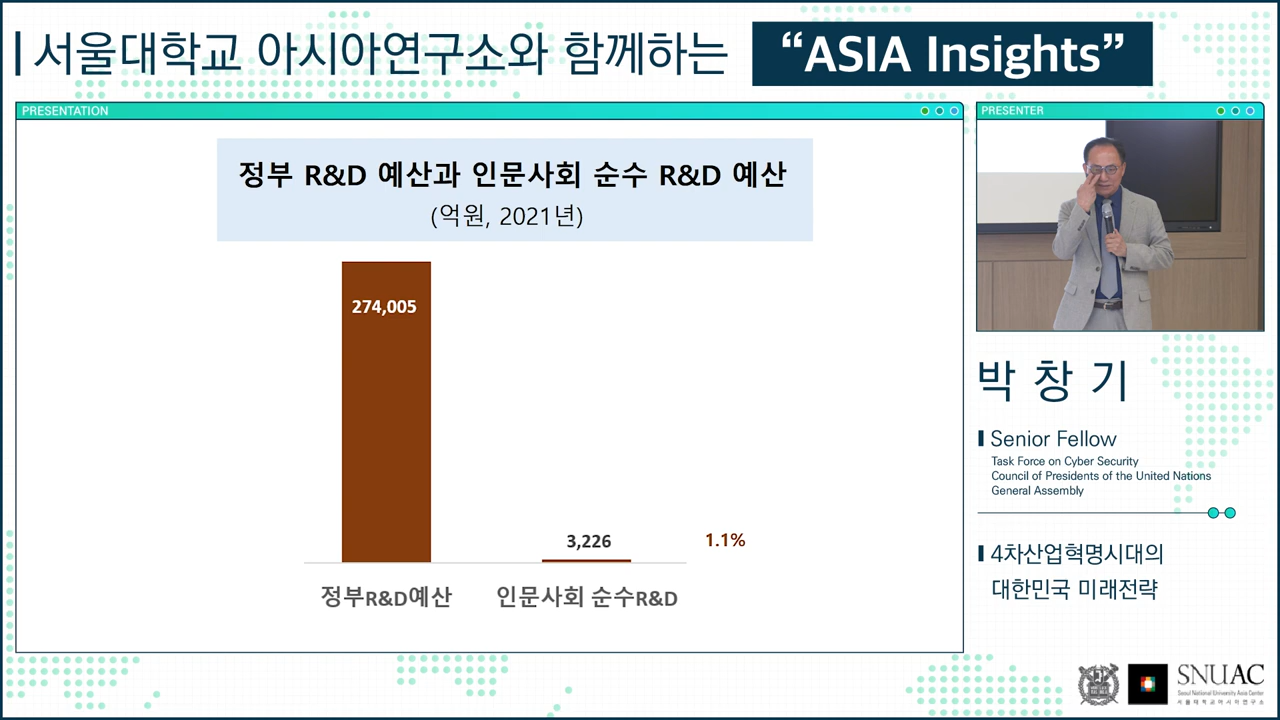 서울대학교 아시아연구소와 함께하는 “ASIA Insights”
PRESENTATION
정부 R&D 예산과 인문사회 순수 R&D 예산
(억원, 2021년)
274,005
3,226
1.1%
정부R&D예산
인문사회 순수R&D
PRESENTER
박 창 기
Senior Fellow
Task Force on Cyber Security
Council of Presidents of the United Nations
General Assembly
4차산업혁명시대의
대한민국 미래전략
SNUAC
Seoul National University Asia Center
서울대학교아시아연구소